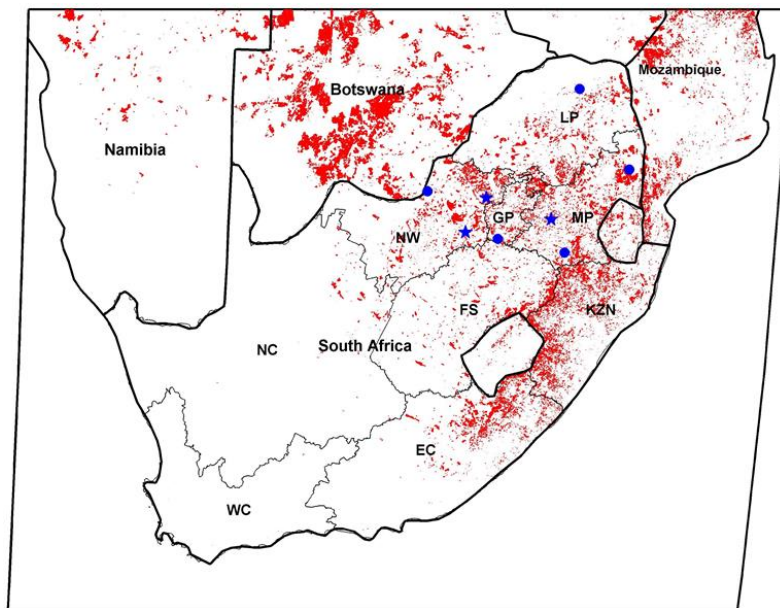 Mozambique
Botswana
LP
Namibia
GP
MP
NW
FS
KZN
NC
South Africa
EC
WC